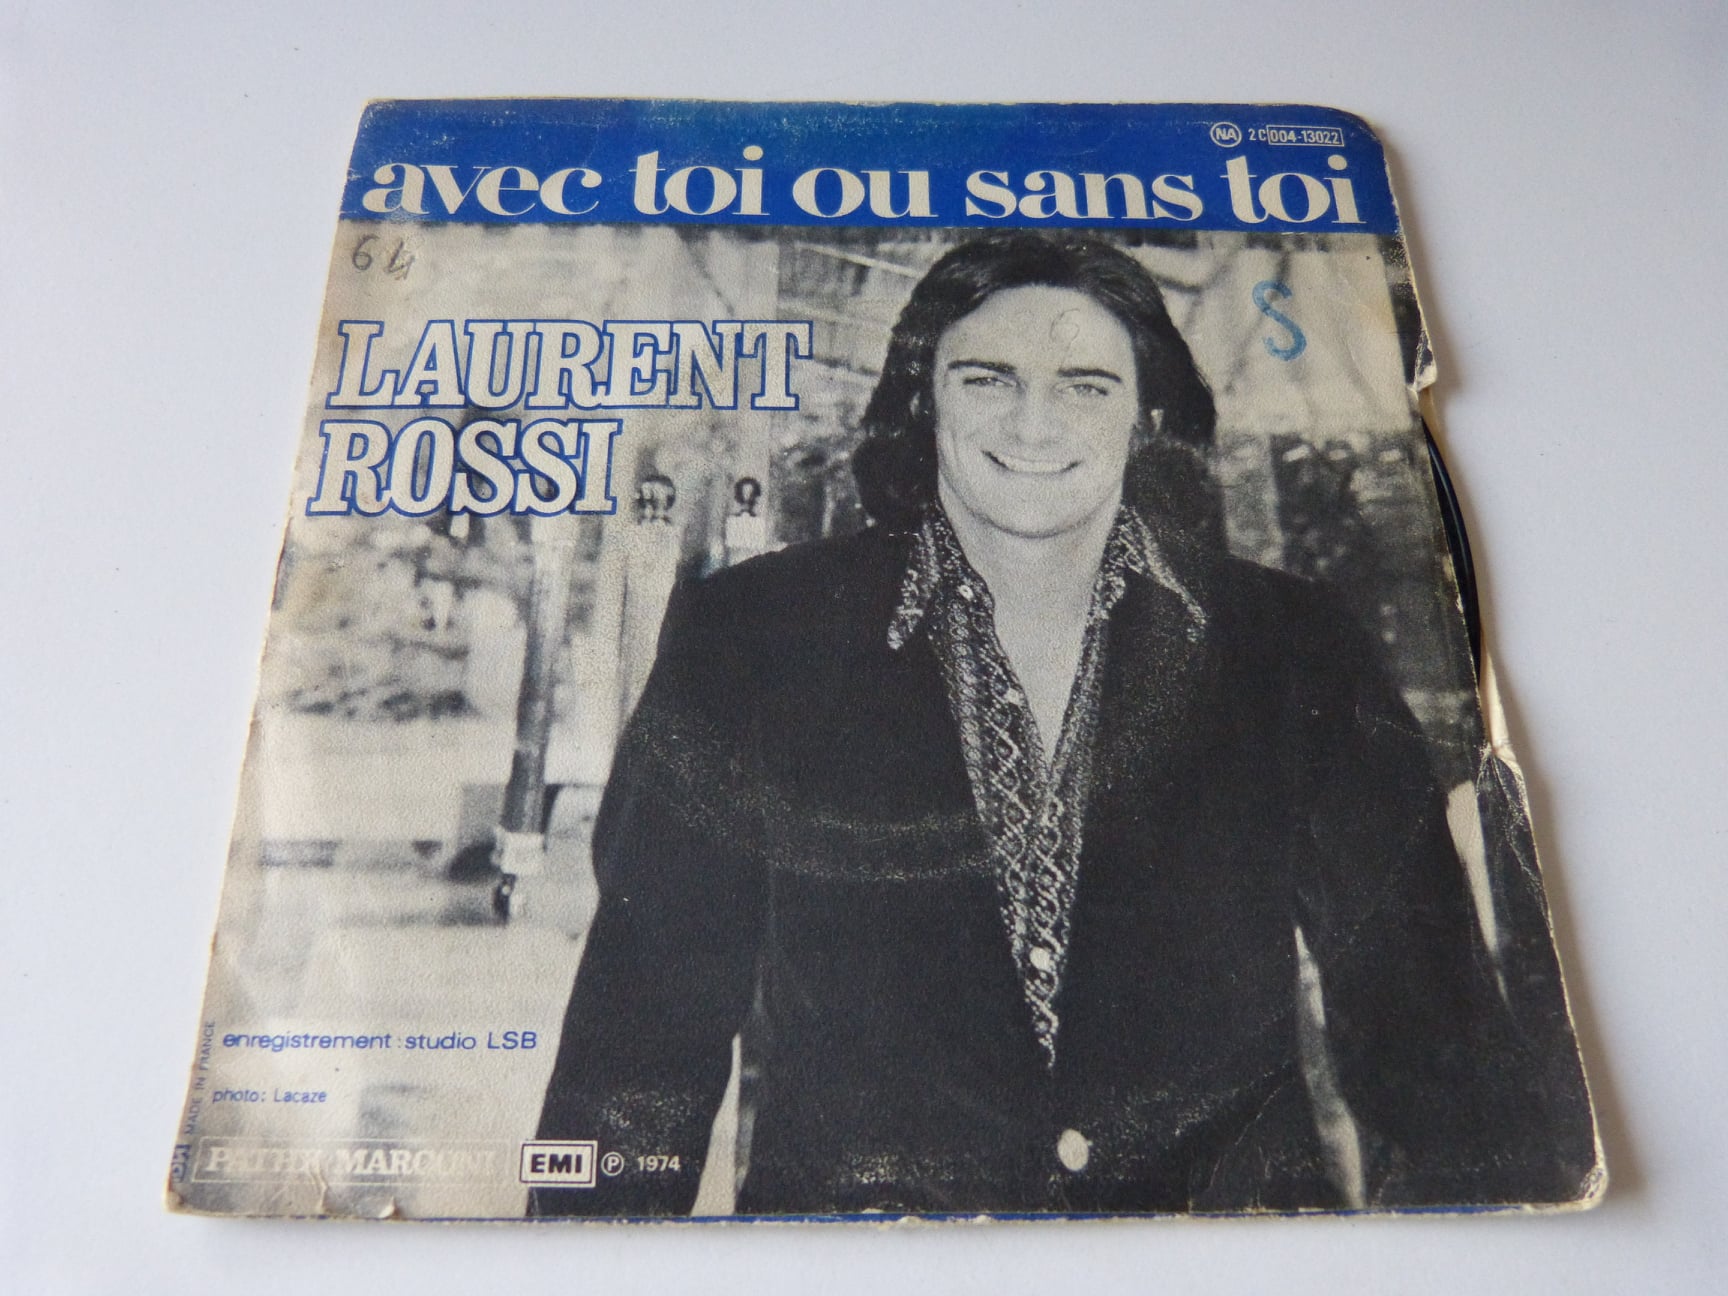 NA 2C 004-13022
avec toi ou sans toi
64
S
LAURENT
ROSSI
enregistrement : studio LSB
photo: Lacaze
MADE IN FRANCE
PATHE MARCONI EMI ℗ 1974